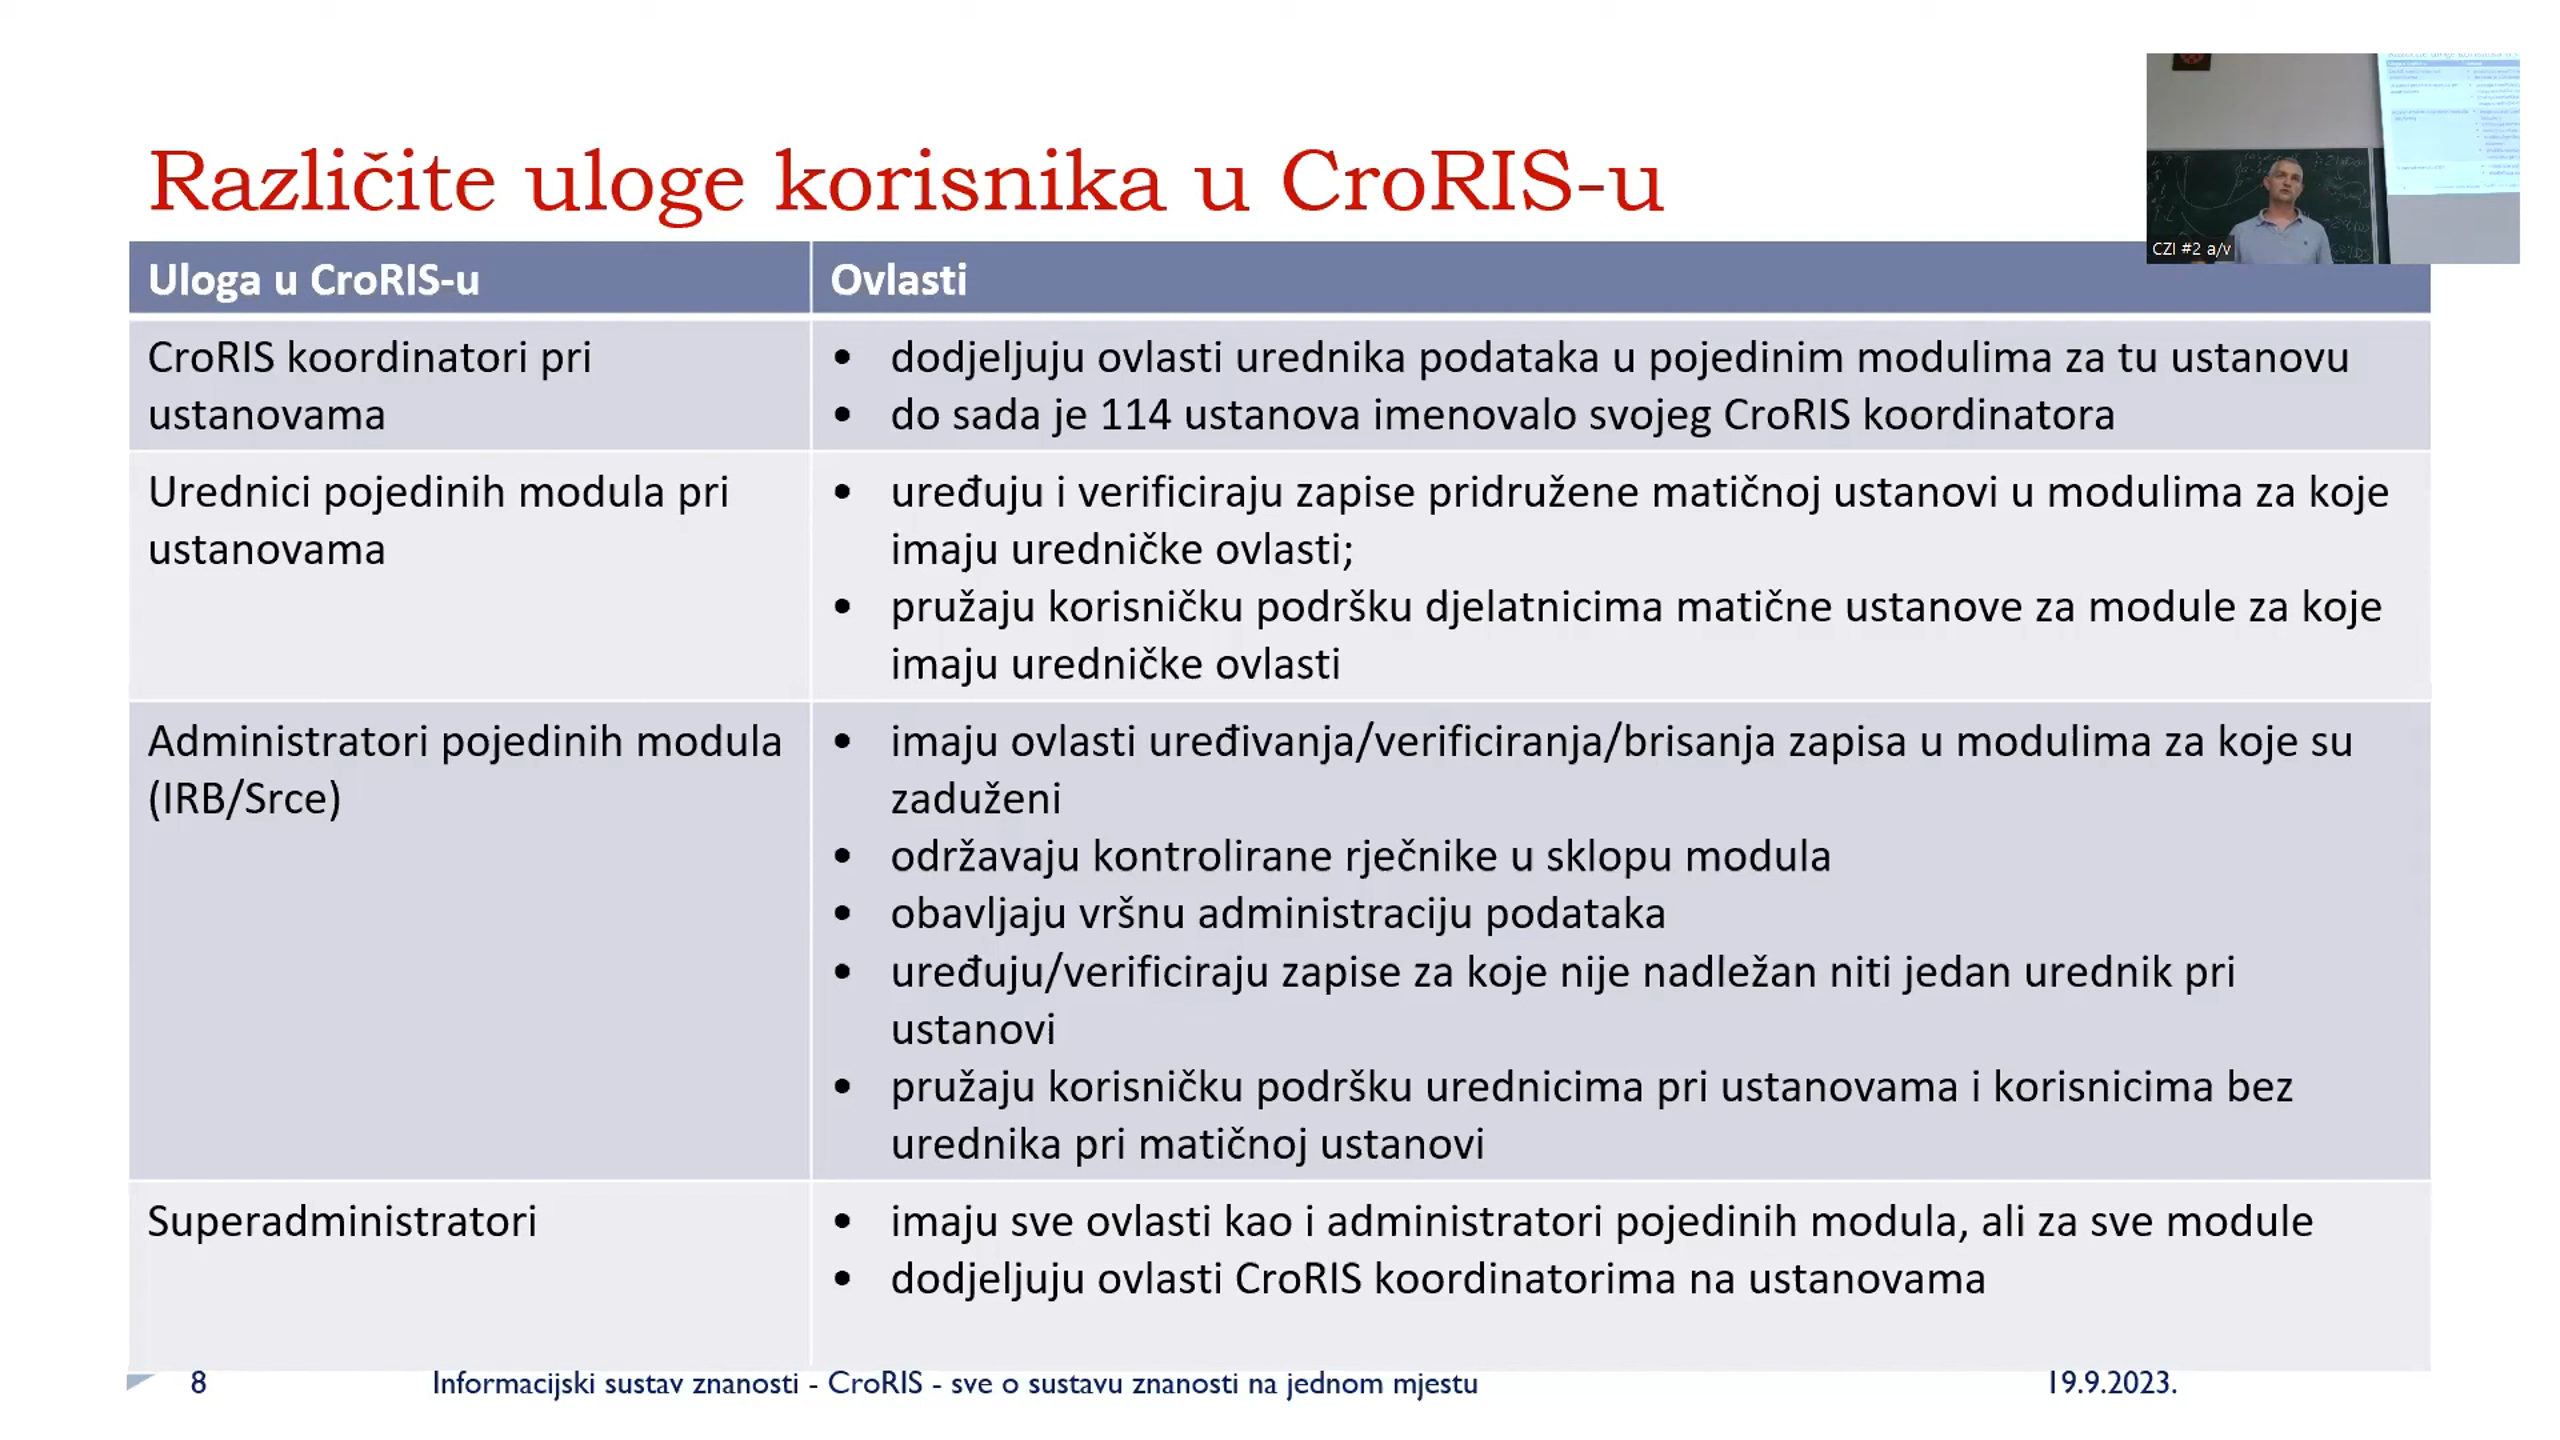 Različite uloge korisnika u CroRIS-u
CZI #2 a/v
Uloga u CroRIS-u
Ovlasti
CroRIS koordinatori pri
ustanovama
• dodjeljuju ovlasti urednika podataka u pojedinim modulima za tu ustanovu
• do sada je 114 ustanova imenovalo svojeg CroRIS koordinatora
Urednici pojedinih modula pri
ustanovama
• uređuju i verificiraju zapise pridružene matičnoj ustanovi u modulima za koje
imaju uredničke ovlasti;
• pružaju korisničku podršku djelatnicima matične ustanove za module za koje
imaju uredničke ovlasti
Administratori pojedinih modula
(IRB/Srce)
• imaju ovlasti uređivanja/verificiranja/brisanja zapisa u modulima za koje su
zaduženi
• održavaju kontrolirane rječnike u sklopu modula
• obavljaju vršnu administraciju podataka
• uređuju/verificiraju zapise za koje nije nadležan niti jedan urednik pri
ustanovi
• pružaju korisničku podršku urednicima pri ustanovama i korisnicima bez
urednika pri matičnoj ustanovi
Superadministratori
• imaju sve ovlasti kao i administratori pojedinih modula, ali za sve module
• dodjeljuju ovlasti CroRIS koordinatorima na ustanovama
8
Informacijski sustav znanosti - CroRIS - sve o sustavu znanosti na jednom mjestu
19.9.2023.